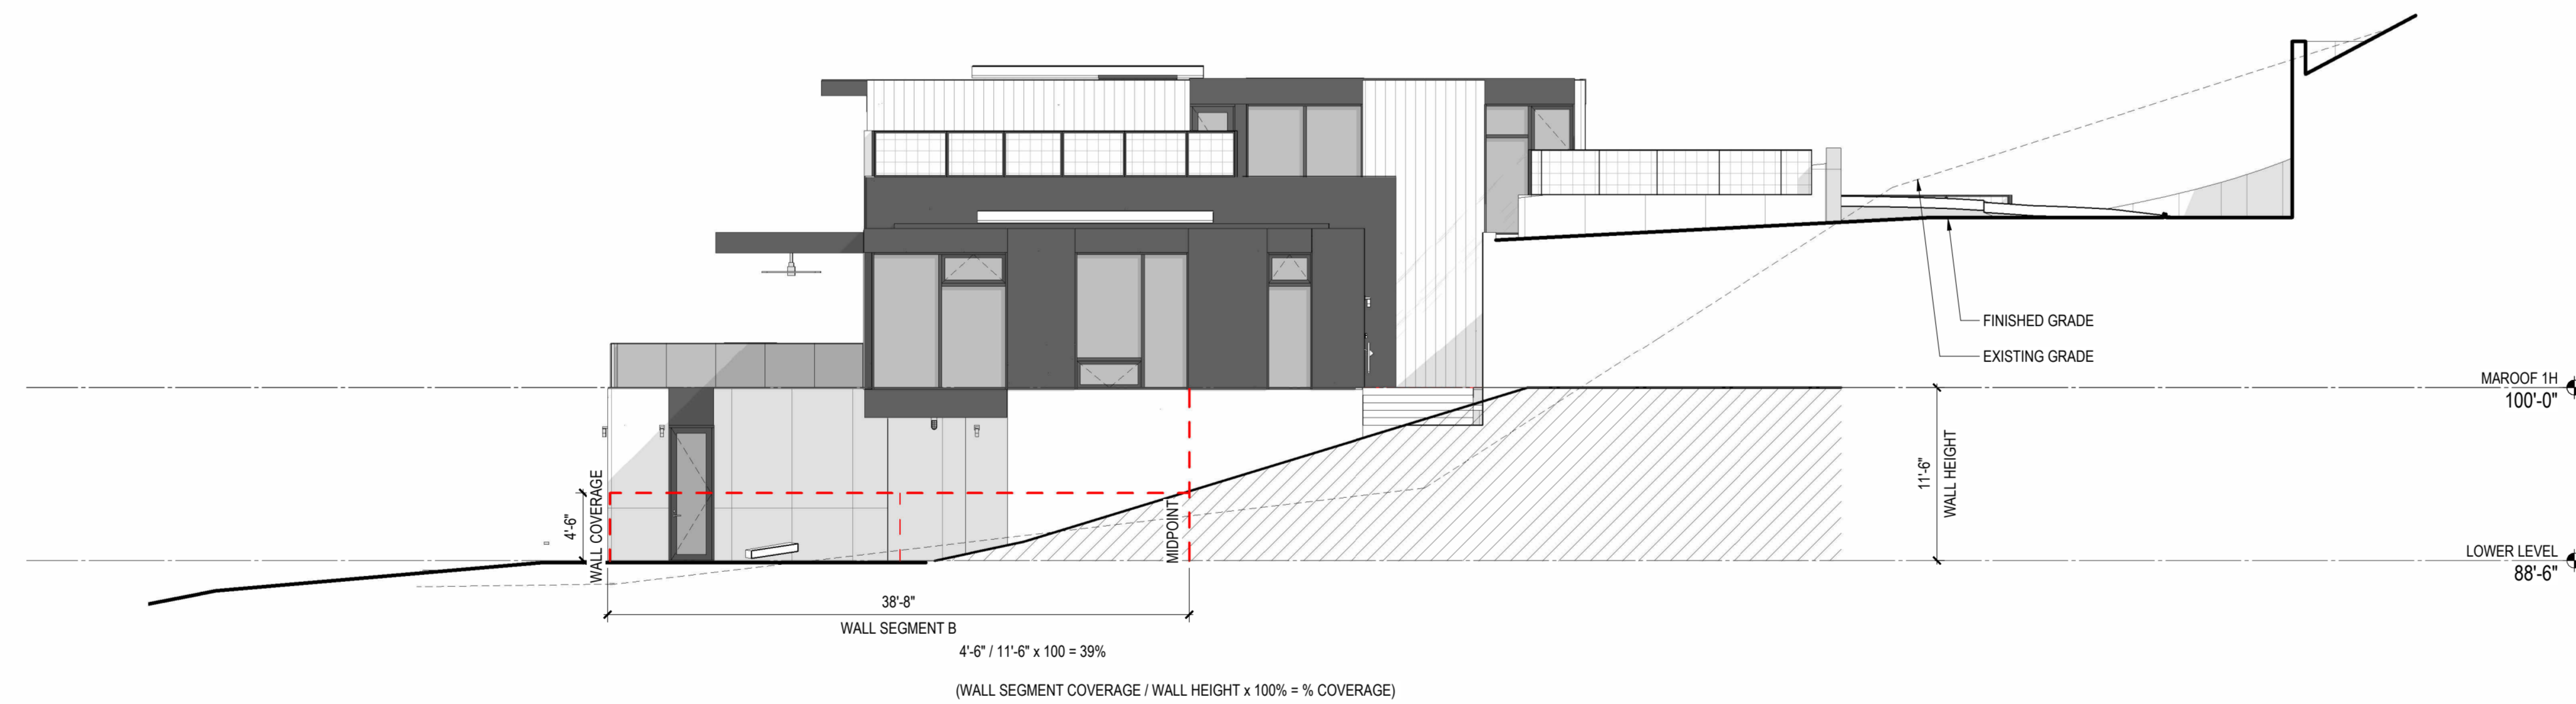 FINISHED GRADE
EXISTING GRADE
MAROOF 1H
100'-0"
11'-6"
WALL HEIGHT
4'-6"
WALL COVERAGE
MIDPOINT
LOWER LEVEL
88'-6"
38'-8"
WALL SEGMENT B
4'-6" / 11'-6" x 100 = 39%
(WALL SEGMENT COVERAGE / WALL HEIGHT x 100% = % COVERAGE)